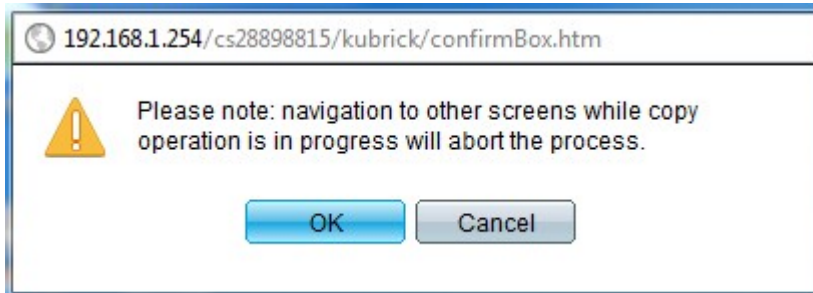 192.168.1.254/cs28898815/kubrick/confirmBox.htm
Please note: navigation to other screens while copy
operation is in progress will abort the process.
OK
Cancel